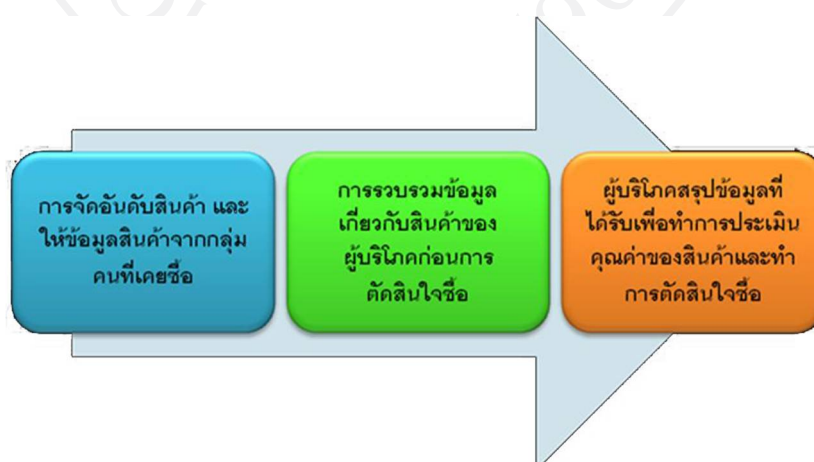 การจัดอันดับสินค้า และ
ให้ข้อมูลสินค้าจากกลุ่ม
คนที่เคยซื้อ
การรวบรวมข้อมูล
เกี่ยวกับสินค้าของ
ผู้บริโภคก่อนการ
ตัดสินใจซื้อ
ผู้บริโภคสรุปข้อมูลที่
ได้รับเพื่อทำการประเมิน
คุณค่าของสินค้าและทำ
การตัดสินใจซื้อ